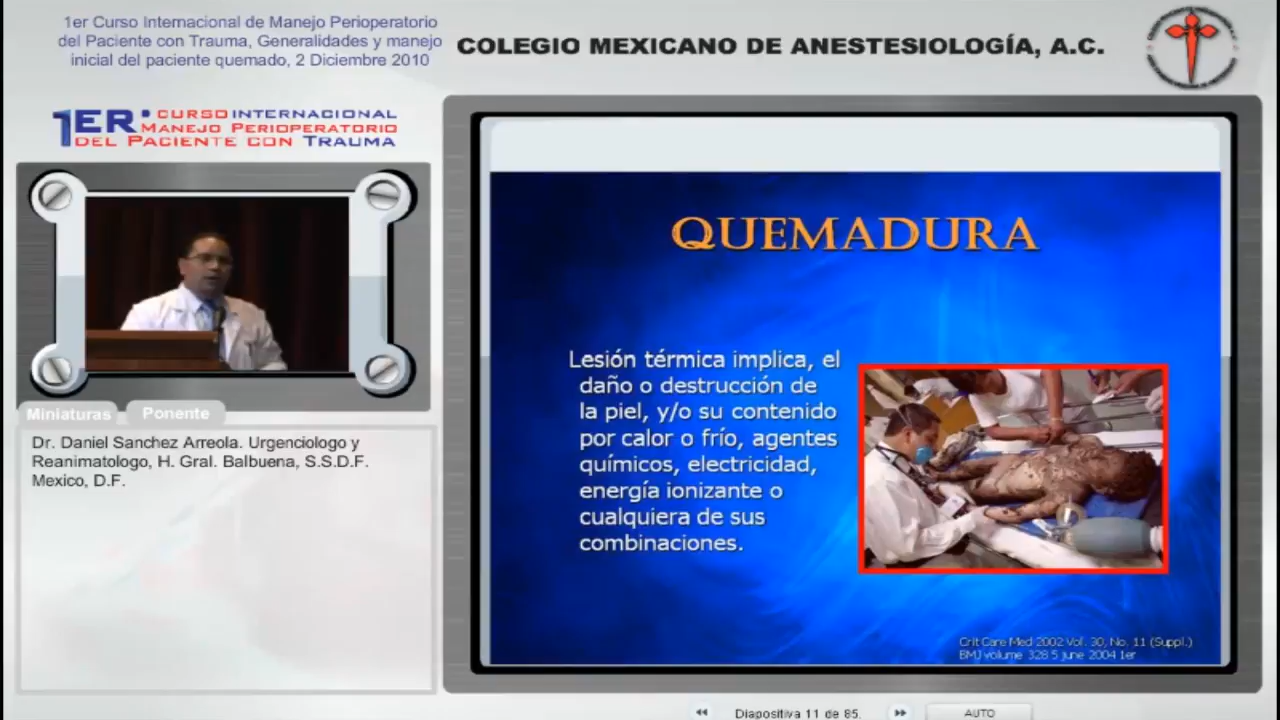 1er Curso Internacional de Manejo Perioperatorio
del Paciente con Trauma, Generalidades y manejo
inicial del paciente quemado, 2 Diciembre 2010
COLEGIO MEXICANO DE ANESTESIOLOGÍA, A.C.
1ER. CURSO INTERNACIONAL
MANEJO PERIOPERATORIO
DEL PACIENTE CON TRAUMA
Miniaturas
Ponente
Dr. Daniel Sanchez Arreola. Urgenciologo y
Reanimatologo, H. Gral. Balbuena, S.S.D.F.
Mexico, D.F.
QUEMADURA
Lesión térmica implica, el
daño o destrucción de
la piel, y/o su contenido
por calor o frío, agentes
químicos, electricidad,
energía ionizante o
cualquiera de sus
combinaciones.
Crit Care Med 2002 Vol. 30, No. 11 (Suppl.)
BMJ volume 328 5 june 2004 1er
Diapositiva 11 de 85.
AUTO